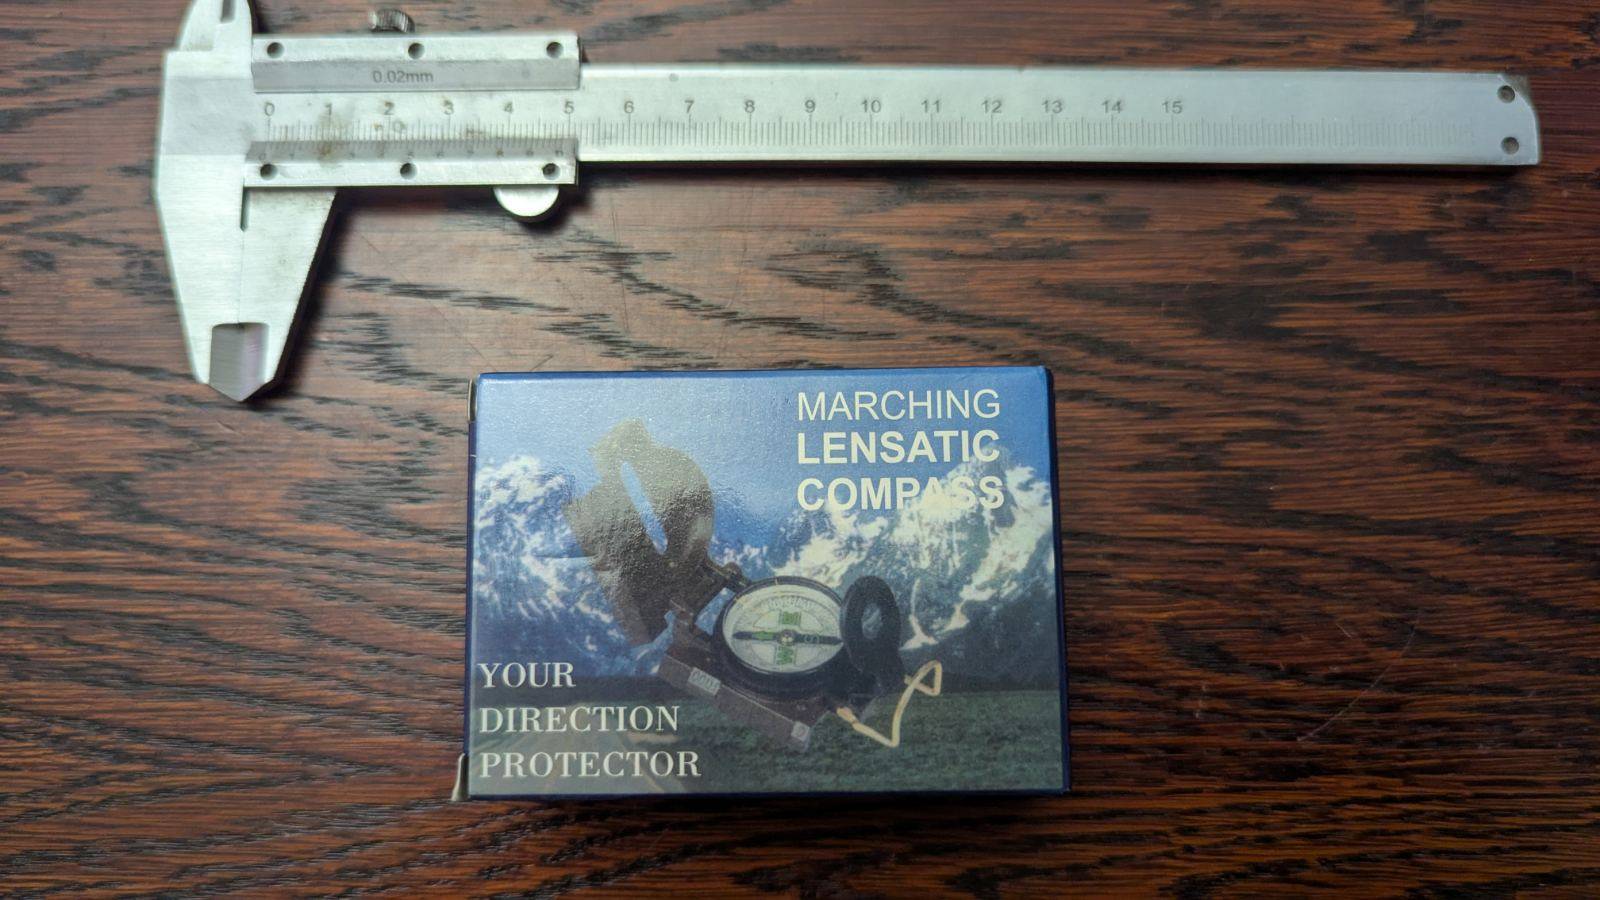 0.02mm
0 1 2 3 4 5 6 7 8 9 10 11 12 13 14 15
MARCHING
LENSATIC
COMPASS
YOUR
DIRECTION
PROTECTOR